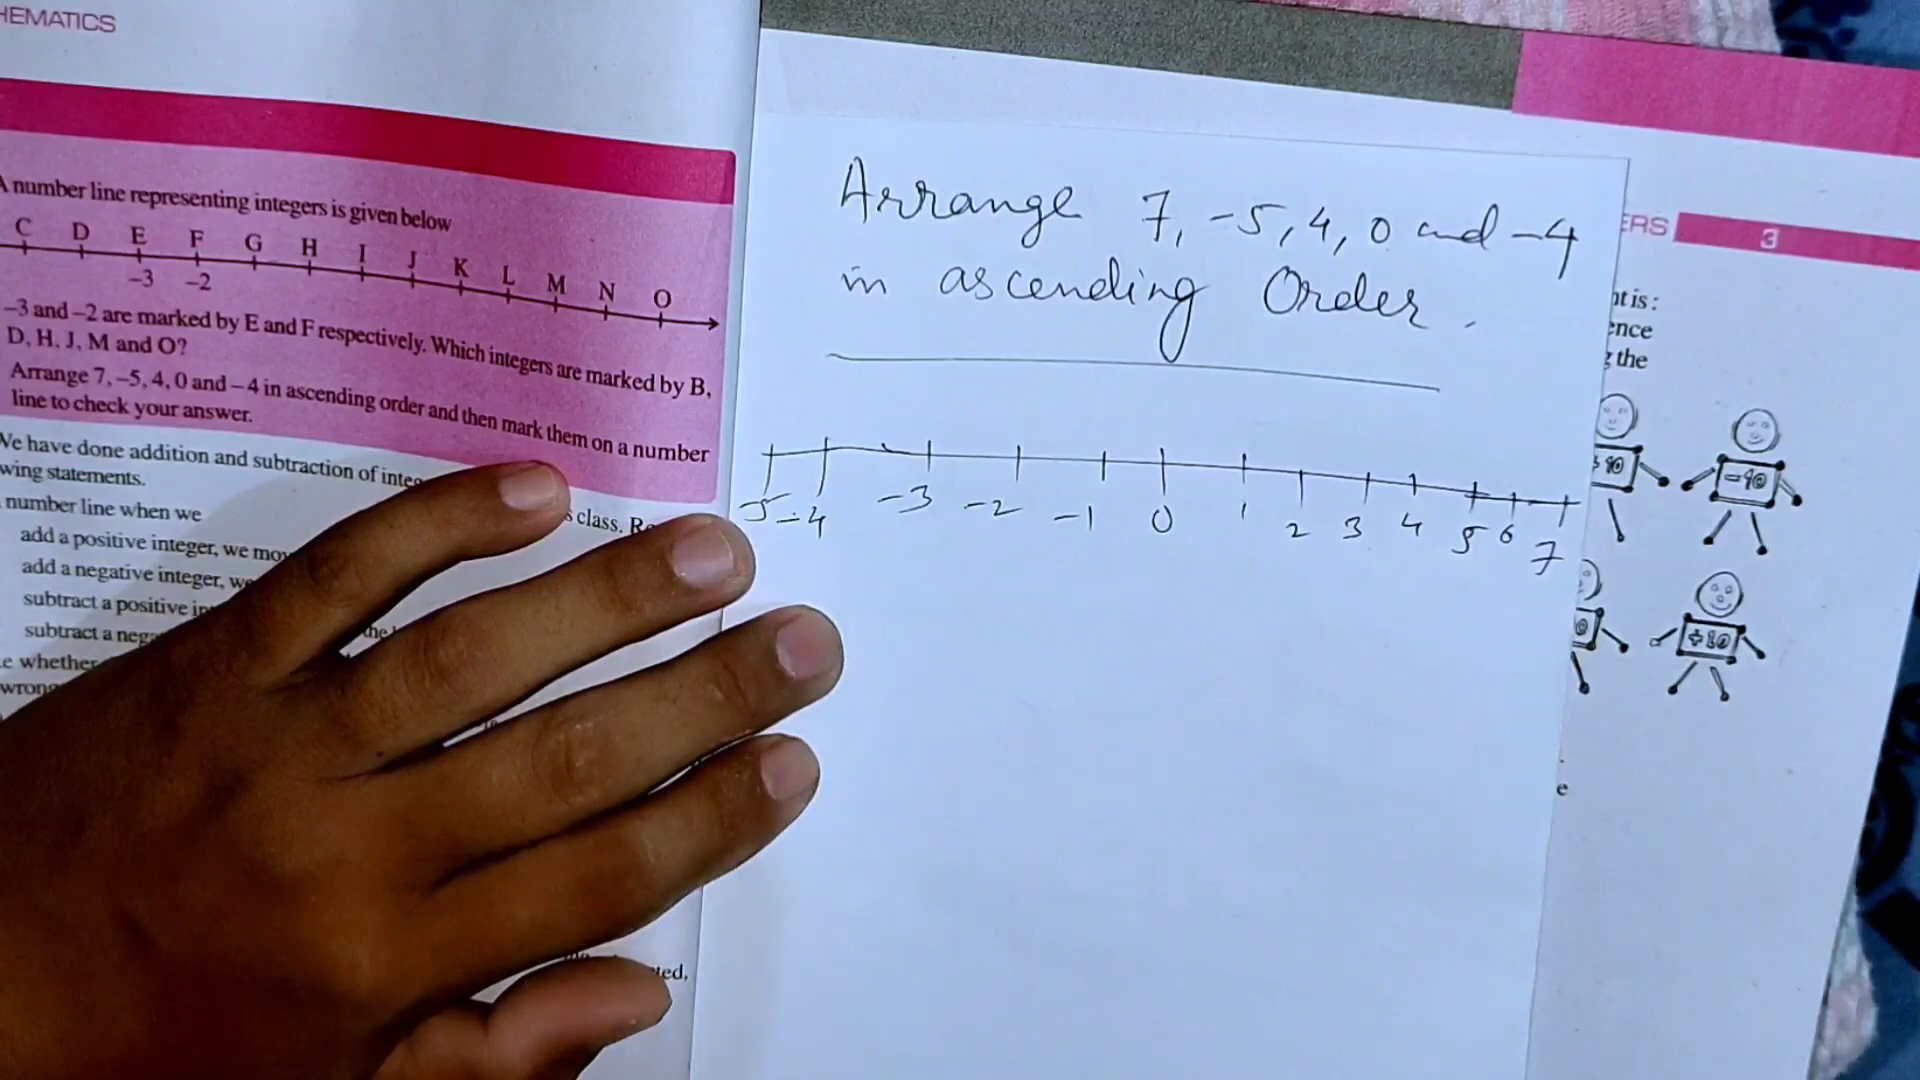 HEMATICS
A number line representing integers is given below
C D E F G H I J K L M N O
-3 -2
-3 and -2 are marked by E and F respectively. Which integers are marked by B,
D, H, J, M and O?
Arrange 7, -5, 4, 0 and - 4 in ascending order and then mark them on a number
line to check your answer.
We have done addition and subtraction of
class.
wing statements.
number line when we
add a positive integer, we
add a negative integer,
subtract a positive
subtract a
the
whether
wrong
ted,
Arrange 7, -5, 4, 0 and -4
in ascending Order.
-5 -4 -3 -2 -1 0 1 2 3 4 5 6 7
ERS 3
nt is :
ence
the
10 -10
0 +10
e